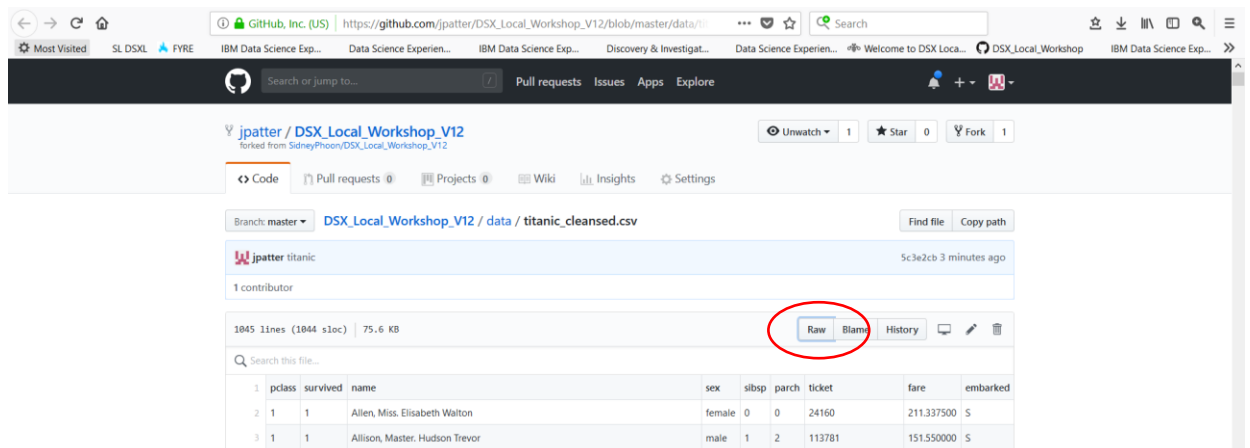 GitHub, Inc. (US) https://github.com/jpatter/DSX_Local_Workshop_V12/blob/master/data/ti ... Search
Most Visited SL DSXL FYRE IBM Data Science Exp... Data Science Experien... IBM Data Science Exp... Discovery & Investigat... Data Science Experien... Welcome to DSX Loca... DSX_Local_Workshop IBM Data Science Exp...
Search or jump to... / Pull requests Issues Apps Explore
jpatter / DSX_Local_Workshop_V12 Unwatch 1 Star 0 Fork 1
forked from SidneyPhoon/DSX_Local_Workshop_V12
Code Pull requests 0 Projects 0 Wiki Insights Settings
Branch: master DSX_Local_Workshop_V12 / data / titanic_cleansed.csv Find file Copy path
jpatter titanic 5c3e2cb 3 minutes ago
1 contributor
1045 lines (1044 sloc) 75.6 KB Raw Blame History
Search this file...
1 pclass survived name sex sibsp parch ticket fare embarked
2 1 1 Allen, Miss. Elisabeth Walton female 0 0 24160 211.337500 S
3 1 1 Allison, Master. Hudson Trevor male 1 2 113781 151.550000 S